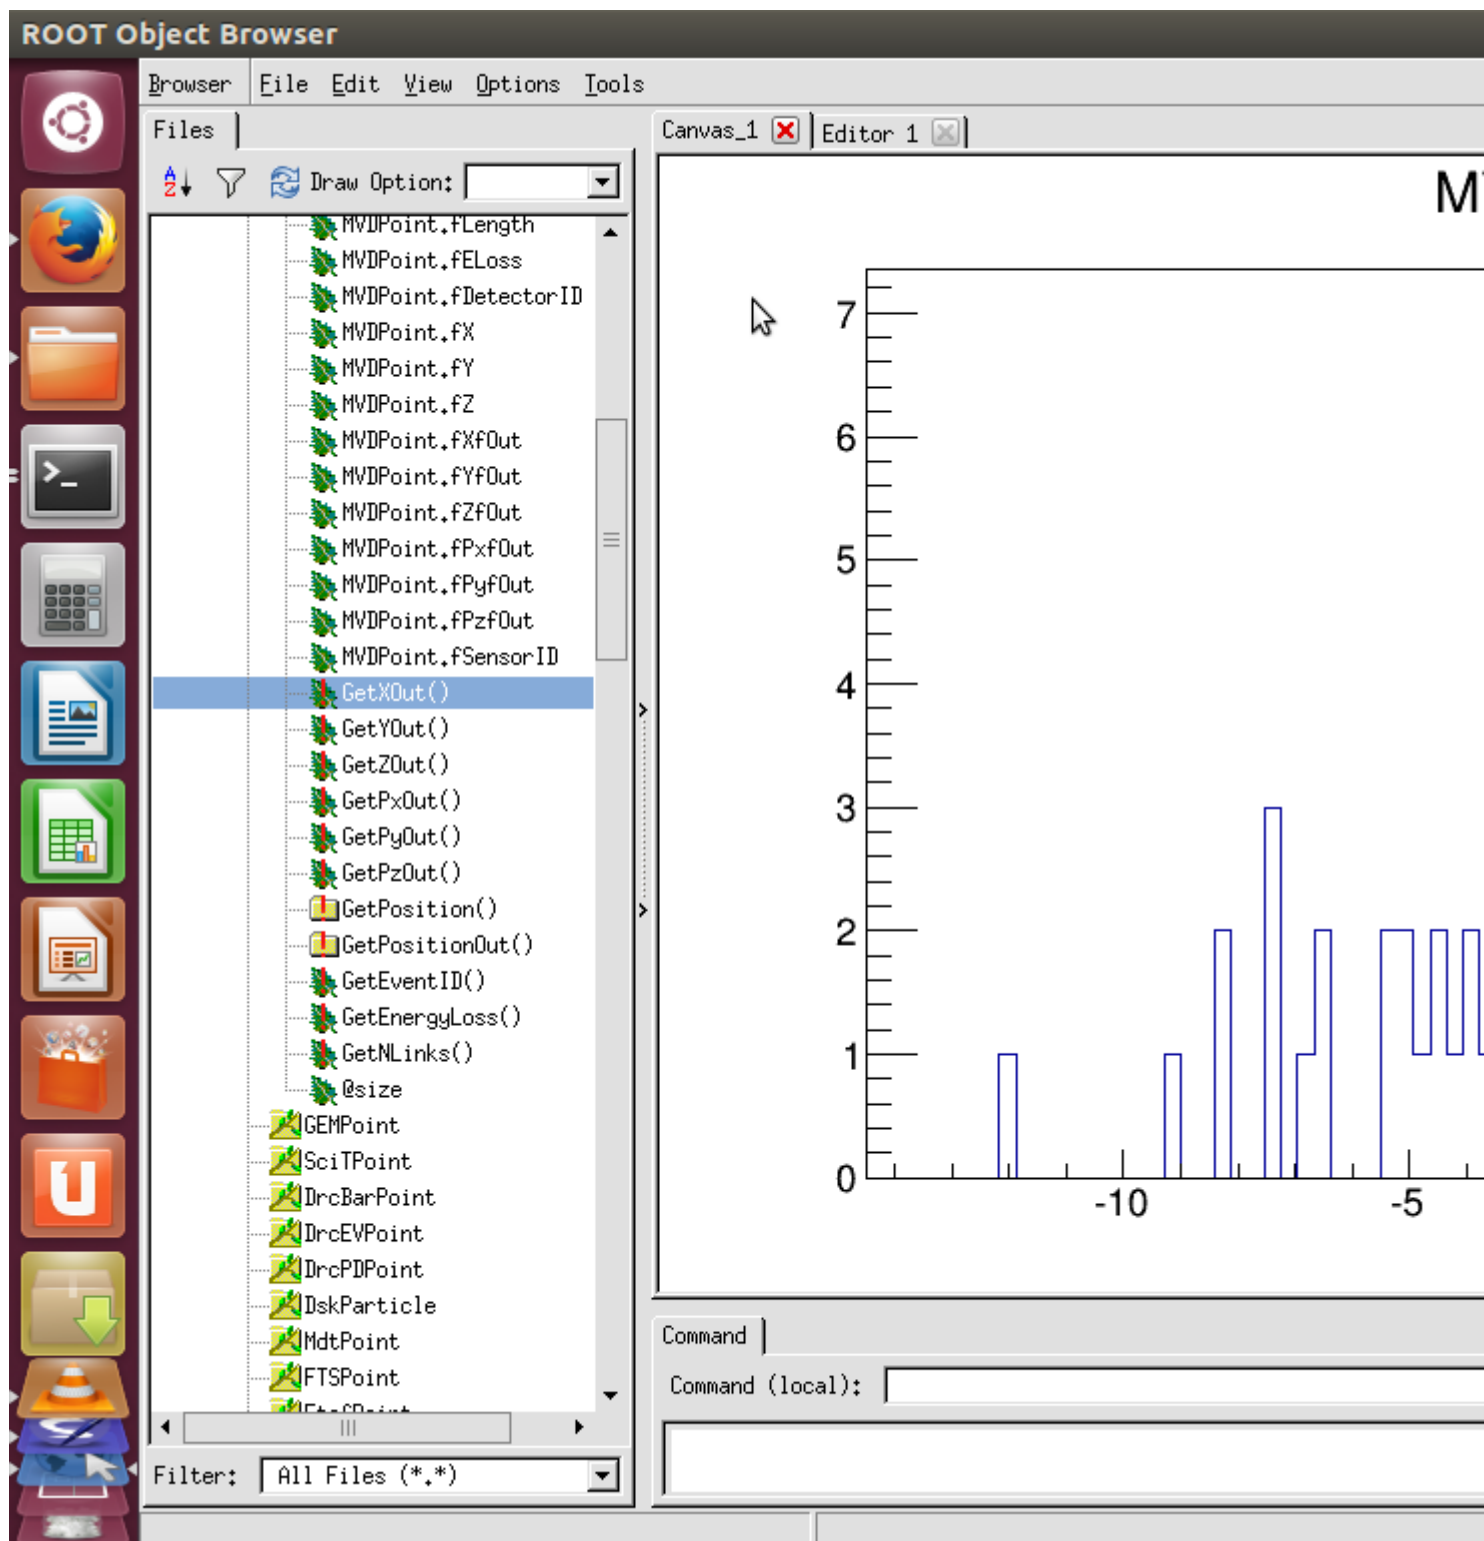 ROOT Object Browser
Browser File Edit View Options Tools
Files
Canvas_1 Editor 1
Draw Option:
MVDPoint.fLength
MVDPoint.fELoss
MVDPoint.fDetectorID
MVDPoint.fX
MVDPoint.fY
MVDPoint.fZ
MVDPoint.fXfOut
MVDPoint.fYfOut
MVDPoint.fZfOut
MVDPoint.fPxfOut
MVDPoint.fPyfOut
MVDPoint.fPzfOut
MVDPoint.fSensorID
GetXOut()
GetYOut()
GetZOut()
GetPxOut()
GetPyOut()
GetPzOut()
GetPosition()
GetPositionOut()
GetEventID()
GetEnergyLoss()
GetNLinks()
@size
GEMPoint
SciTPoint
DrcBarPoint
DrcEVPoint
DrcPDPoint
DskParticle
MdtPoint
FTSPoint
Filter: All Files (*.*)
7
6
5
4
3
2
1
0
-10 -5
Command
Command (local):